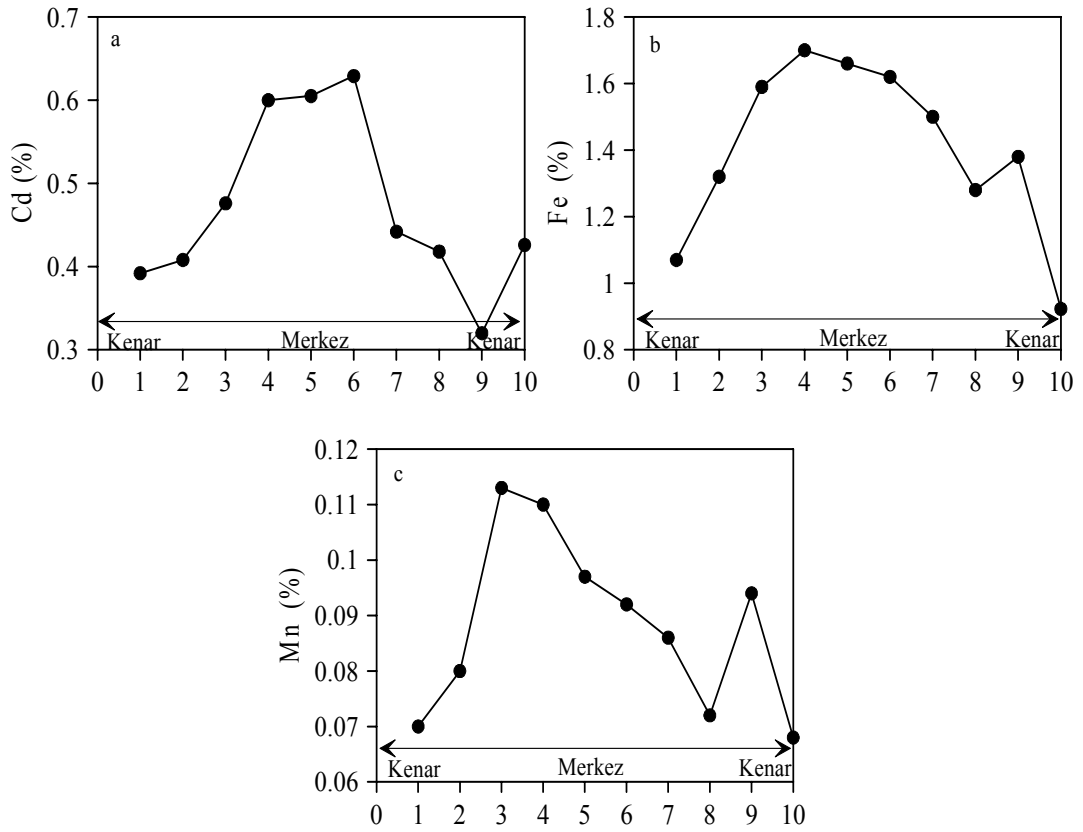 a
Cd (%)
0.7
0.6
0.5
0.4
0.3
Kenar Merkez Kenar
0 1 2 3 4 5 6 7 8 9 10
b
Fe (%)
1.8
1.6
1.4
1.2
1
0.8
Kenar Merkez Kenar
0 1 2 3 4 5 6 7 8 9 10
c
Mn (%)
0.12
0.11
0.1
0.09
0.08
0.07
0.06
Kenar Merkez Kenar
0 1 2 3 4 5 6 7 8 9 10